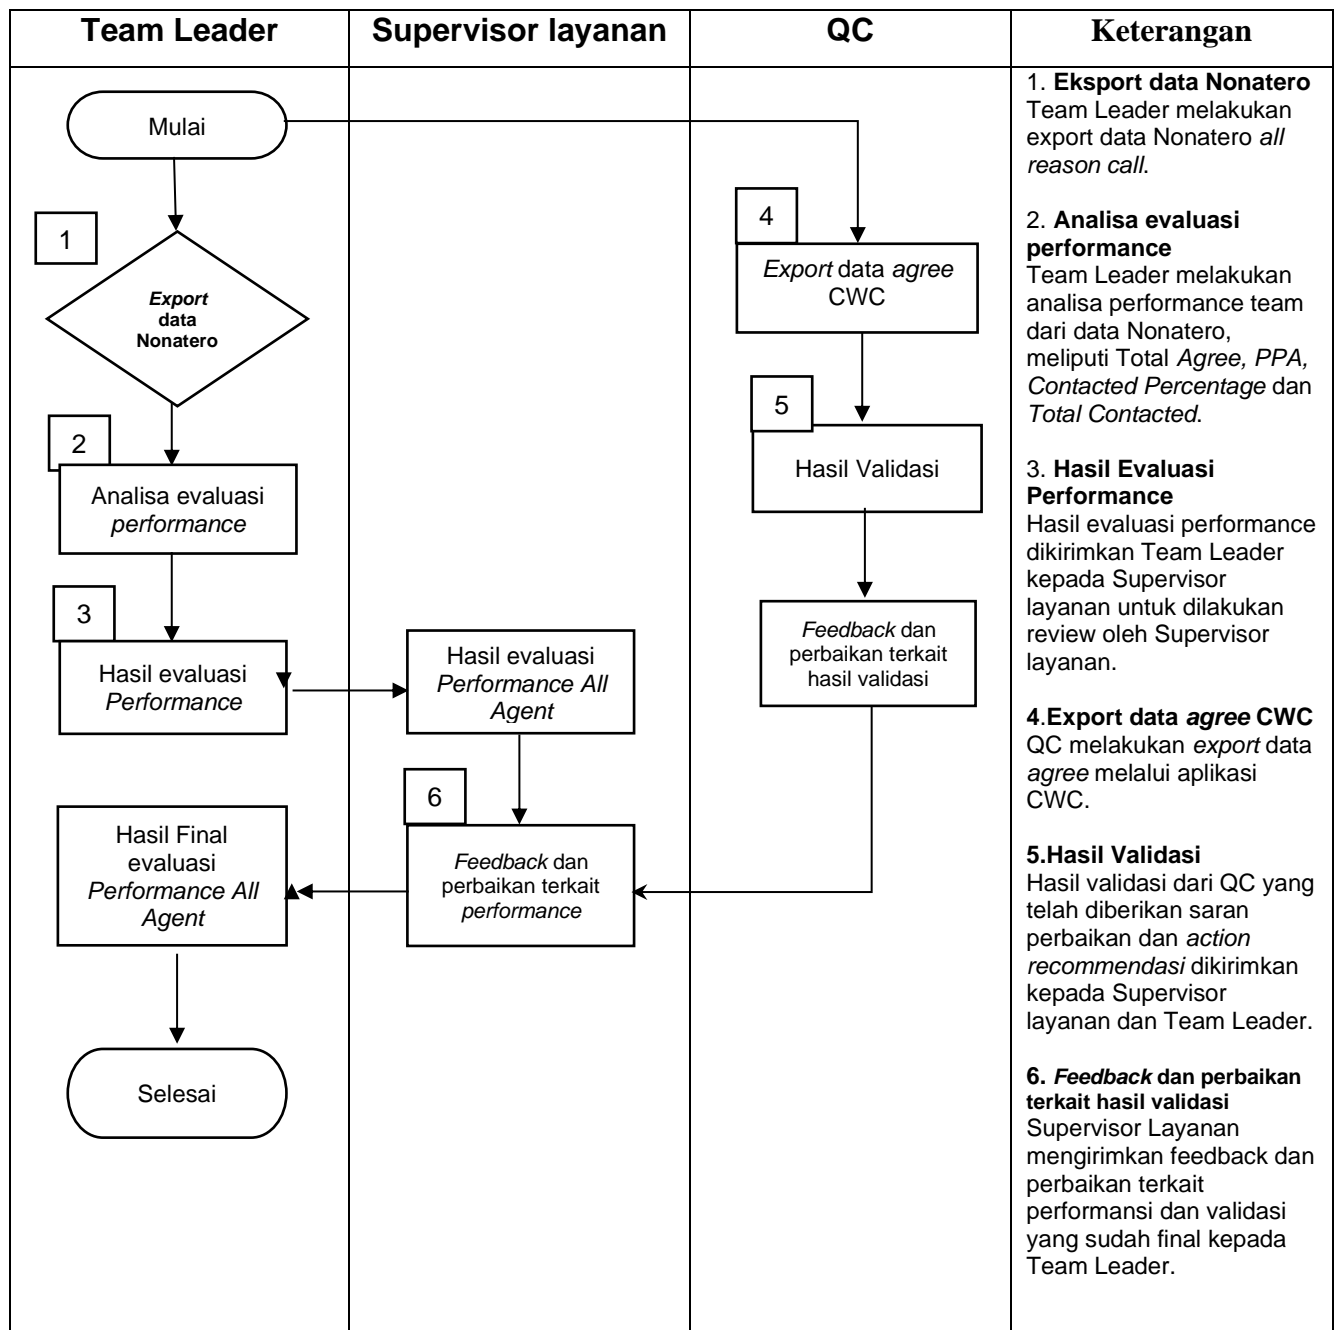 Team Leader
Supervisor layanan
QC
Keterangan
Mulai
1
Export
data
Nonatero
2
Analisa evaluasi
performance
3
Hasil evaluasi
Performance
Hasil Final
evaluasi
Performance All
Agent
Selesai
Hasil evaluasi
Performance All
Agent
6
Feedback dan
perbaikan terkait
performance
4
Export data agree
CWC
5
Hasil Validasi
Feedback dan
perbaikan terkait
hasil validasi
1. Eksport data Nonatero
Team Leader melakukan
export data Nonatero all
reason call.
2. Analisa evaluasi
performance
Team Leader melakukan
analisa performance team
dari data Nonatero,
meliputi Total Agree, PPA,
Contacted Percentage dan
Total Contacted.
3. Hasil Evaluasi
Performance
Hasil evaluasi performance
dikirimkan Team Leader
kepada Supervisor
layanan untuk dilakukan
review oleh Supervisor
layanan.
4.Export data agree CWC
QC melakukan export data
agree melalui aplikasi
CWC.
5.Hasil Validasi
Hasil validasi dari QC yang
telah diberikan saran
perbaikan dan action
recommendasi dikirimkan
kepada Supervisor
layanan dan Team Leader.
6. Feedback dan perbaikan
terkait hasil validasi
Supervisor Layanan
mengirimkan feedback dan
perbaikan terkait
performansi dan validasi
yang sudah final kepada
Team Leader.